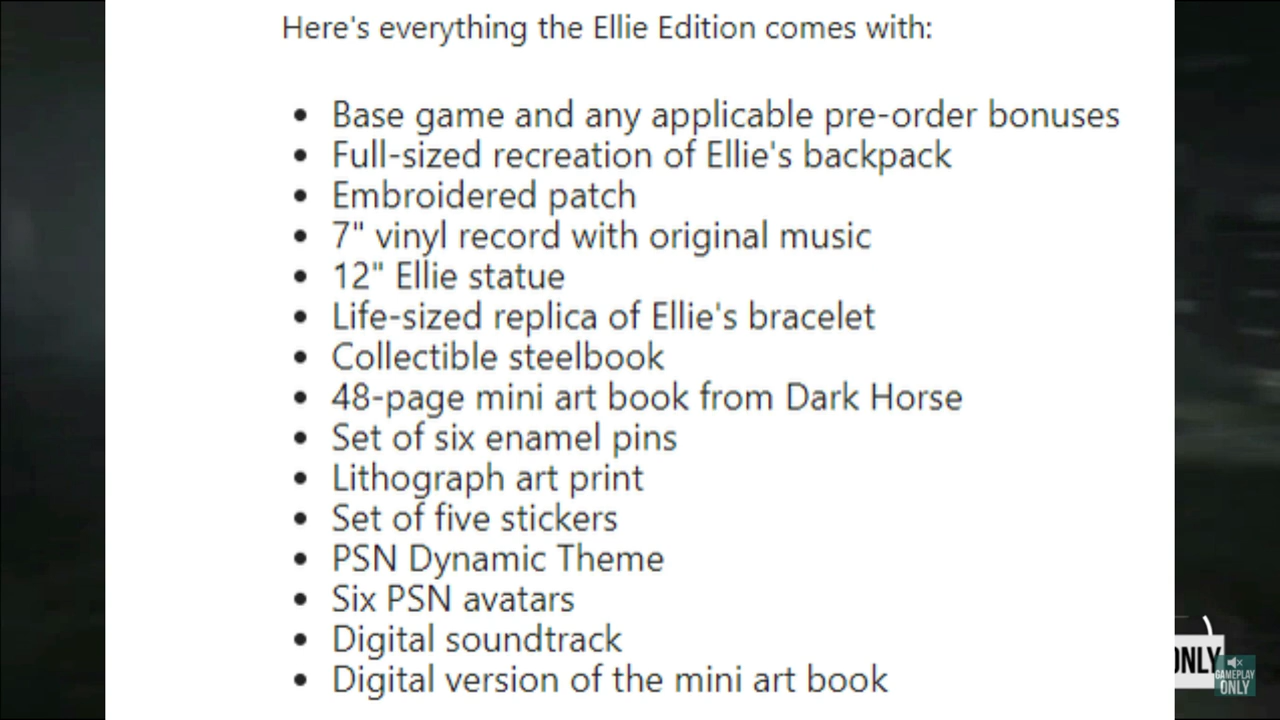 Here's everything the Ellie Edition comes with:
• Base game and any applicable pre-order bonuses
• Full-sized recreation of Ellie's backpack
• Embroidered patch
• 7" vinyl record with original music
• 12" Ellie statue
• Life-sized replica of Ellie's bracelet
• Collectible steelbook
• 48-page mini art book from Dark Horse
• Set of six enamel pins
• Lithograph art print
• Set of five stickers
• PSN Dynamic Theme
• Six PSN avatars
• Digital soundtrack
• Digital version of the mini art book
ONLY
GAMEPLAY
ONLY